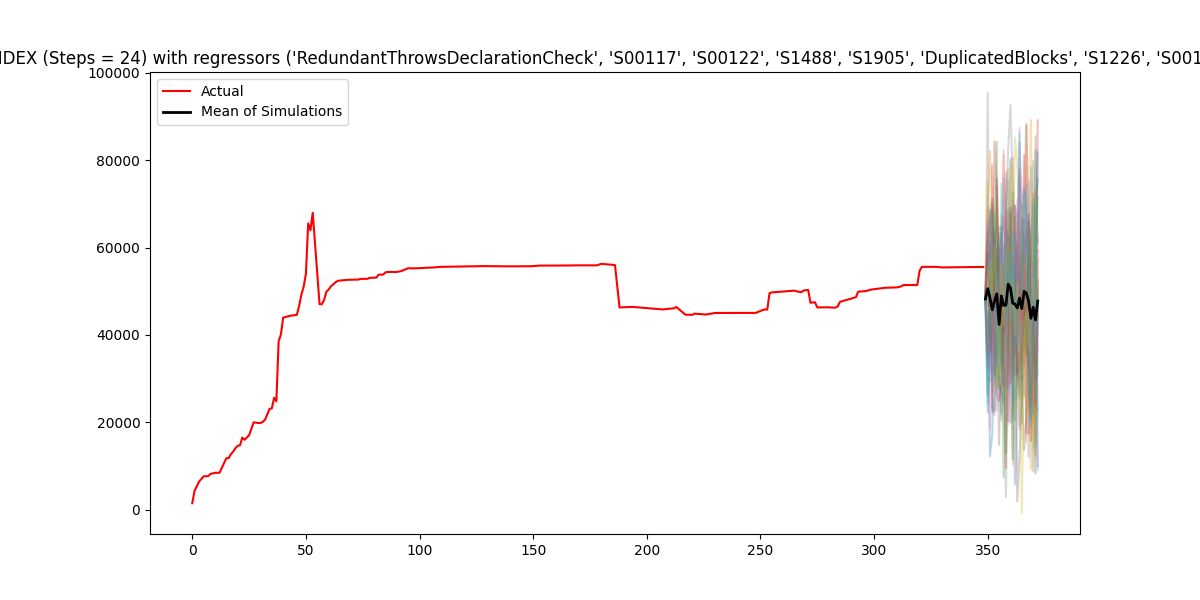 NDEX (Steps = 24) with regressors ('RedundantThrowsDeclarationCheck', 'S00117', 'S00122', 'S1488', 'S1905', 'DuplicatedBlocks', 'S1226', 'S001
Actual
Mean of Simulations
100000
80000
60000
40000
20000
0
0 50 100 150 200 250 300 350